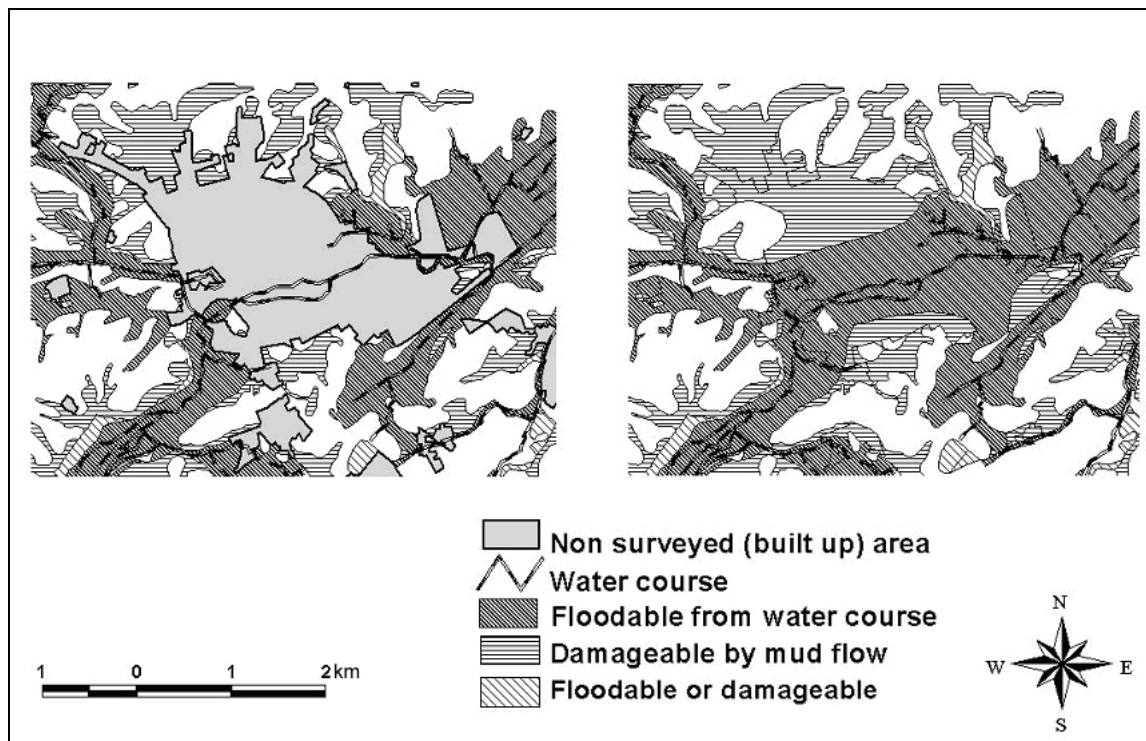 Non surveyed (built up) area
Water course
Floodable from water course
Damageable by mud flow
Floodable or damageable
1 0 1 2 km
N
W E
S